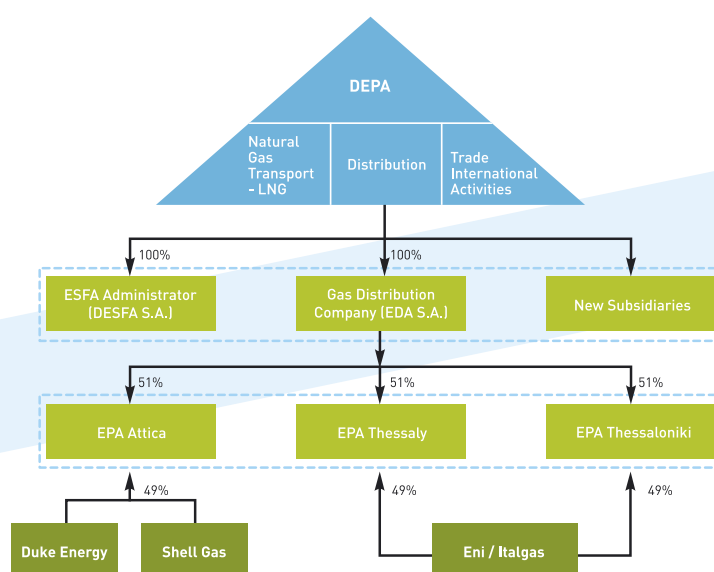 DEPA
Natural
Gas
Transport
- LNG
Distribution
Trade
International
Activities
100%
100%
ESFA Administrator
(DESFA S.A.)
Gas Distribution
Company (EDA S.A.)
New Subsidiaries
51%
51%
51%
EPA Attica
EPA Thessaly
EPA Thessaloniki
49%
49%
49%
Duke Energy
Shell Gas
Eni / Italgas